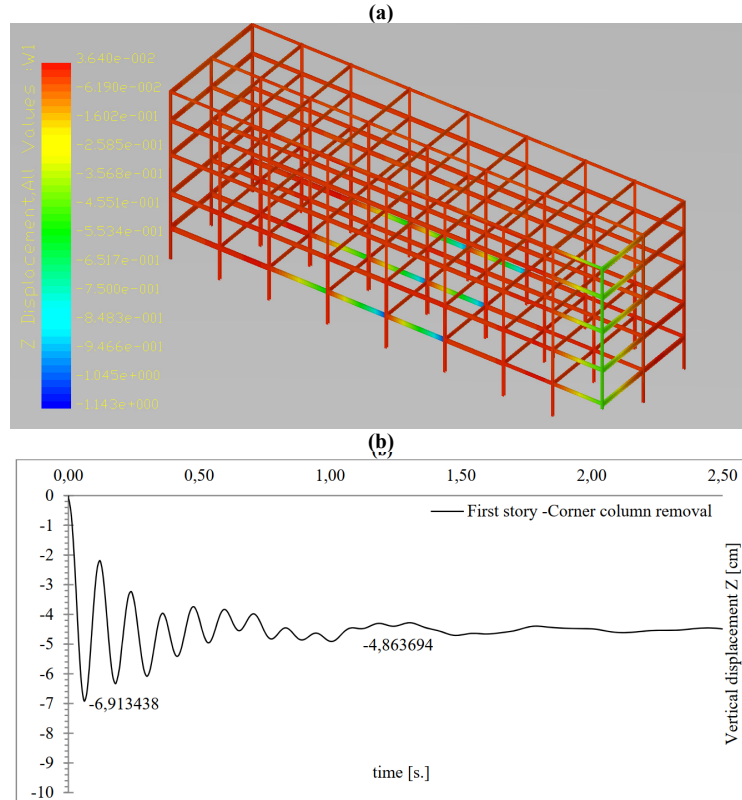 (a)
Z Displacement,All Values :W1
3.640e-002
-6.190e-002
-1.602e-001
-2.585e-001
-3.568e-001
-4.551e-001
-5.534e-001
-6.517e-001
-7.500e-001
-8.483e-001
-9.466e-001
-1.045e+000
-1.143e+000
(b)
0,00 0,50 1,00 1,50 2,00 2,50
0
-1
-2
-3
-4
-5
-6
-7
-8
-9
-10
First story -Corner column removal
Vertical displacement Z [cm]
-4,863694
-6,913438
time [s.]